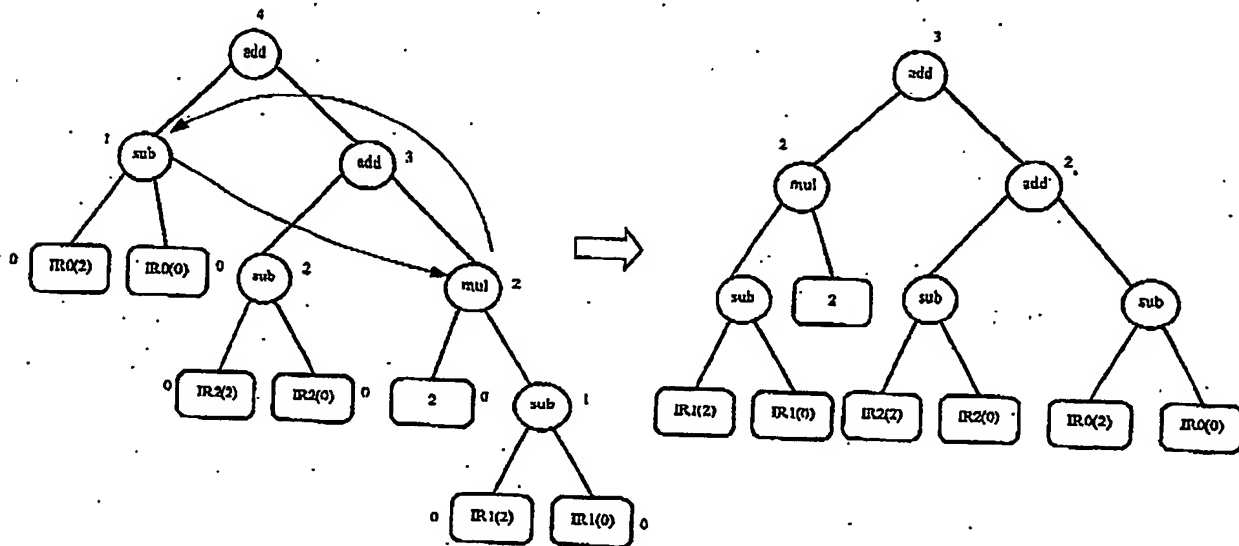 4
add
1
sub
add
3
0
IR0(2)
IR0(0)
0
sub
2
mul
2
0
IR2(2)
IR2(0)
0
2
0
sub
1
0
IR1(2)
IR1(0)
0
3
add
2
mul
2
add
sub
2
sub
sub
IR1(2)
IR1(0)
IR2(2)
IR2(0)
IR0(2)
IR0(0)